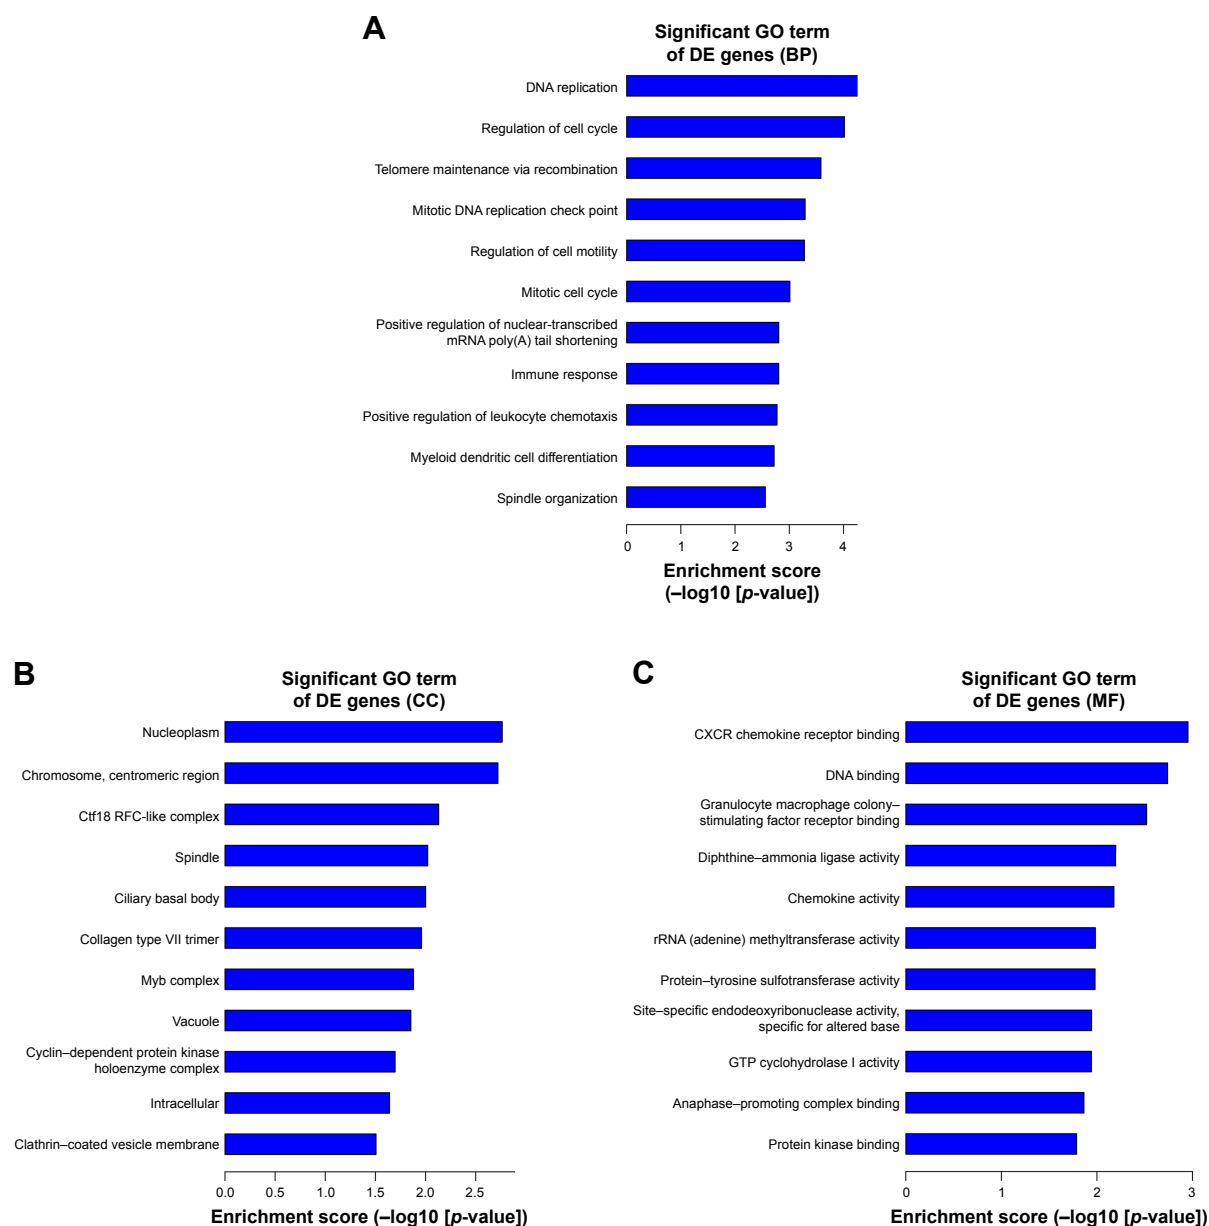 A
Significant GO term
of DE genes (BP)
DNA replication
Regulation of cell cycle
Telomere maintenance via recombination
Mitotic DNA replication check point
Regulation of cell motility
Mitotic cell cycle
Positive regulation of nuclear-transcribed
mRNA poly(A) tail shortening
Immune response
Positive regulation of leukocyte chemotaxis
Myeloid dendritic cell differentiation
Spindle organization
0 1 2 3 4
Enrichment score
(–log10 [p-value])
B
Significant GO term
of DE genes (CC)
Nucleoplasm
Chromosome, centromeric region
Ctf18 RFC-like complex
Spindle
Ciliary basal body
Collagen type VII trimer
Myb complex
Vacuole
Cyclin–dependent protein kinase
holoenzyme complex
Intracellular
Clathrin–coated vesicle membrane
0.0 0.5 1.0 1.5 2.0 2.5
Enrichment score (–log10 [p-value])
C
Significant GO term
of DE genes (MF)
CXCR chemokine receptor binding
DNA binding
Granulocyte macrophage colony–
stimulating factor receptor binding
Diphthine–ammonia ligase activity
Chemokine activity
rRNA (adenine) methyltransferase activity
Protein–tyrosine sulfotransferase activity
Site–specific endodeoxyribonuclease activity,
specific for altered base
GTP cyclohydrolase I activity
Anaphase–promoting complex binding
Protein kinase binding
0 1 2 3
Enrichment score (–log10 [p-value])